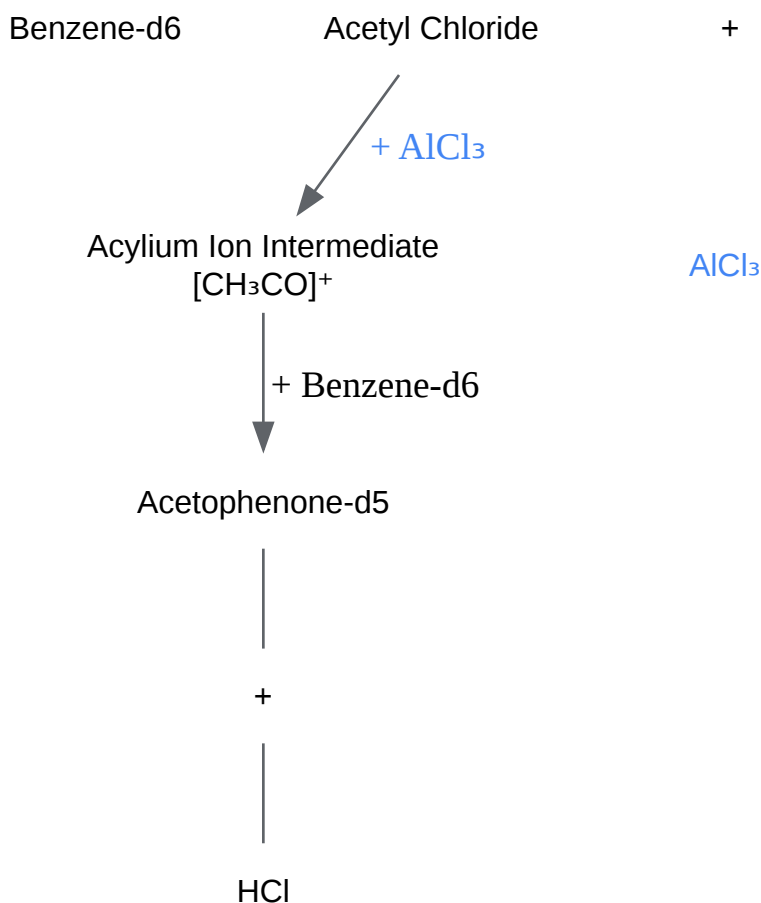 Benzene-d6 Acetyl Chloride +
+ AlCl₃
Acylium Ion Intermediate
[CH₃CO]⁺
AlCl₃
+ Benzene-d6
Acetophenone-d5
+
HCl